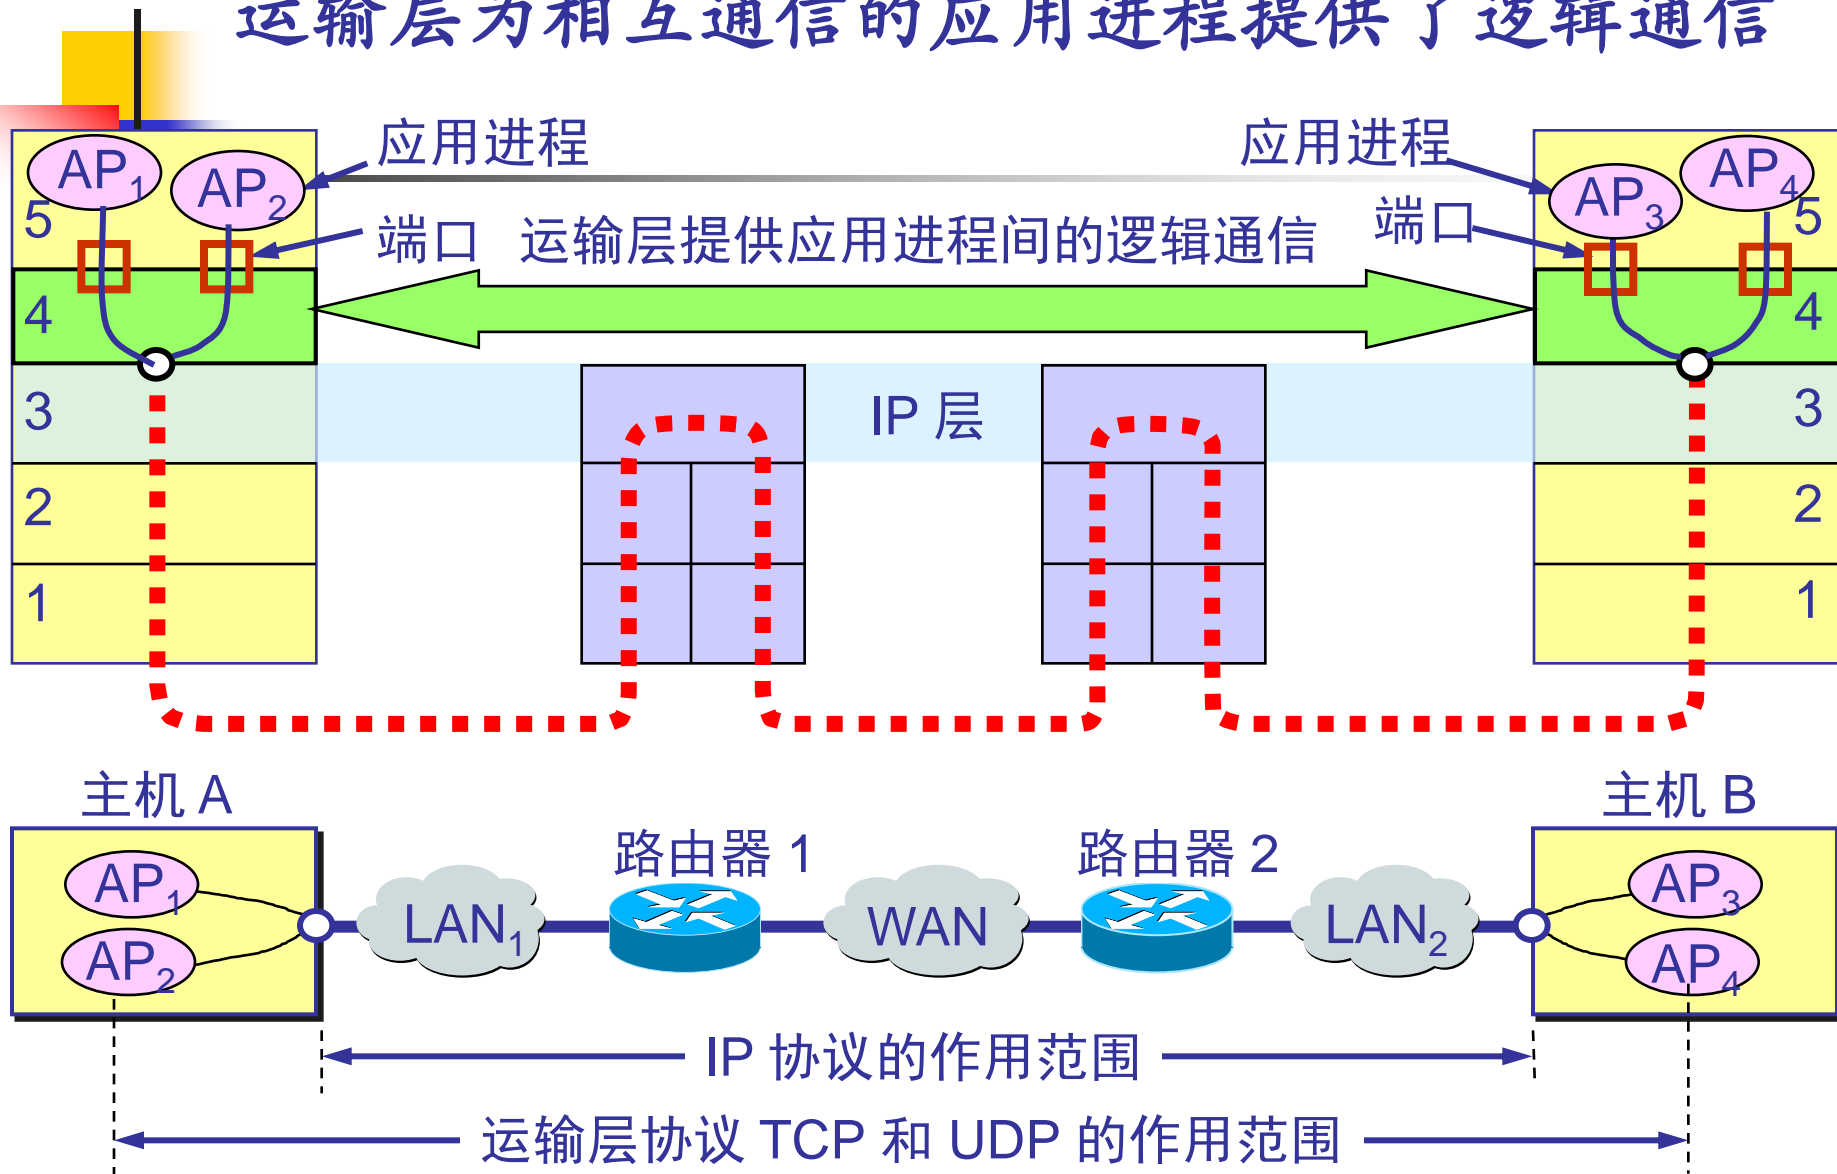 运输层为相互通信的应用进程提供了逻辑通信
应用进程
应用进程
AP1
AP2
AP3
AP4
5
5
端口
运输层提供应用进程间的逻辑通信
端口
4
4
3
IP 层
3
2
2
1
1
主机 A
主机 B
路由器 1
路由器 2
AP1
AP2
LAN1
WAN
LAN2
AP3
AP4
IP 协议的作用范围
运输层协议 TCP 和 UDP 的作用范围